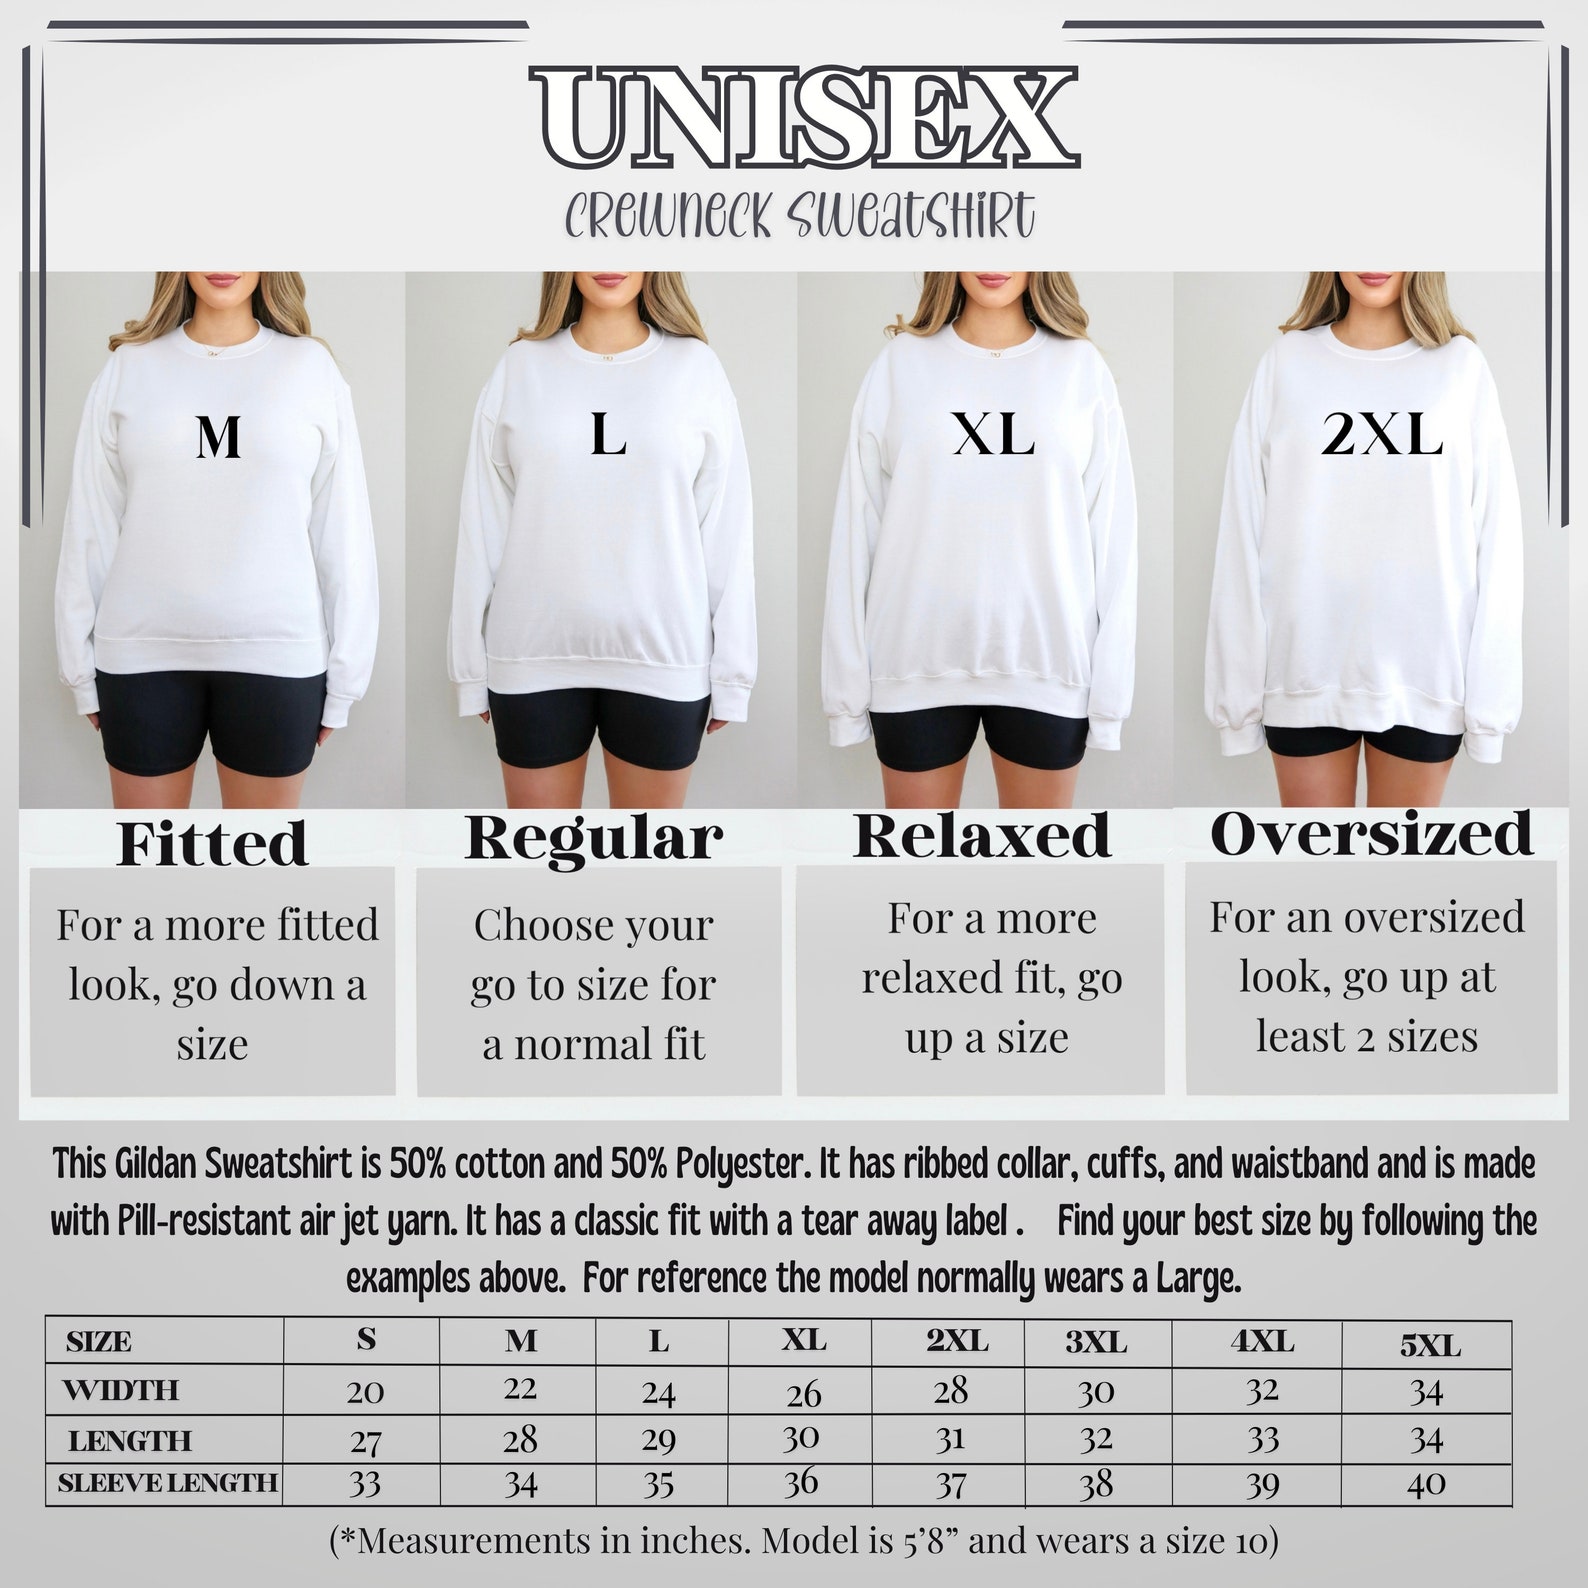 UNISEX
CREWNECK SWEATSHIRT
M L XL 2XL
Fitted Regular Relaxed Oversized
For a more fitted
look, go down a
size
Choose your
go to size for
a normal fit
For a more
relaxed fit, go
up a size
For an oversized
look, go up at
least 2 sizes
This Gildan Sweatshirt is 50% cotton and 50% Polyester. It has ribbed collar, cuffs, and waistband and is made
with Pill-resistant air jet yarn. It has a classic fit with a tear away label . Find your best size by following the
examples above. For reference the model normally wears a Large.
SIZE S M L XL 2XL 3XL 4XL 5XL
WIDTH 20 22 24 26 28 30 32 34
LENGTH 27 28 29 30 31 32 33 34
SLEEVE LENGTH 33 34 35 36 37 38 39 40
(*Measurements in inches. Model is 5’8” and wears a size 10)